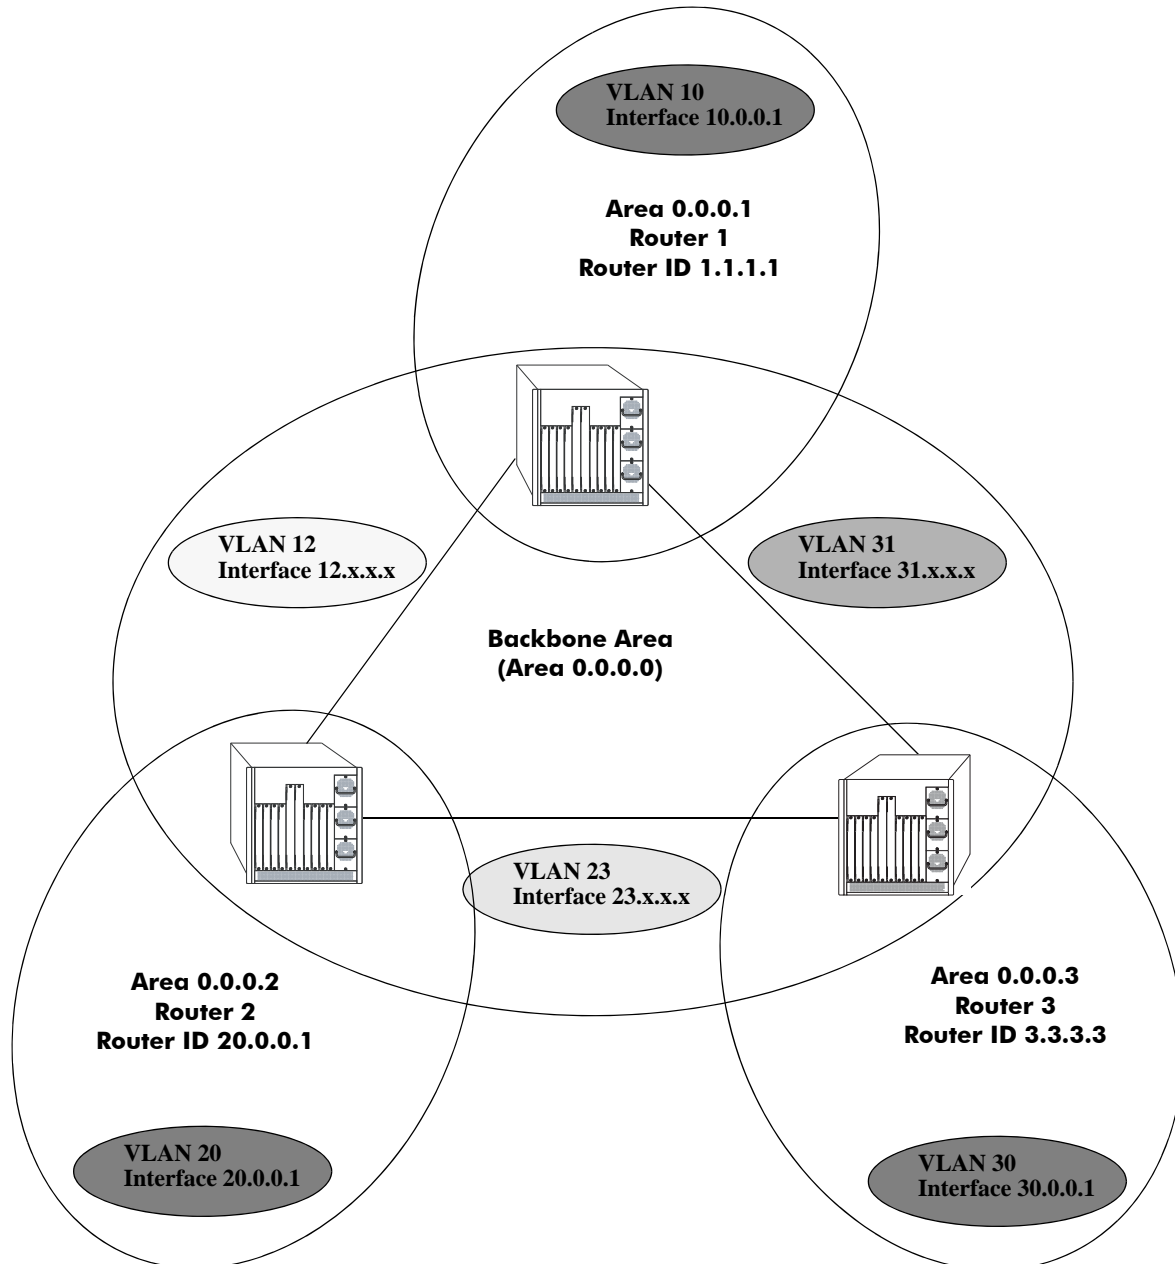 VLAN 10
Interface 10.0.0.1
Area 0.0.0.1
Router 1
Router ID 1.1.1.1
VLAN 12
Interface 12.x.x.x
VLAN 31
Interface 31.x.x.x
Backbone Area
(Area 0.0.0.0)
VLAN 23
Interface 23.x.x.x
Area 0.0.0.2
Router 2
Router ID 20.0.0.1
Area 0.0.0.3
Router 3
Router ID 3.3.3.3
VLAN 20
Interface 20.0.0.1
VLAN 30
Interface 30.0.0.1